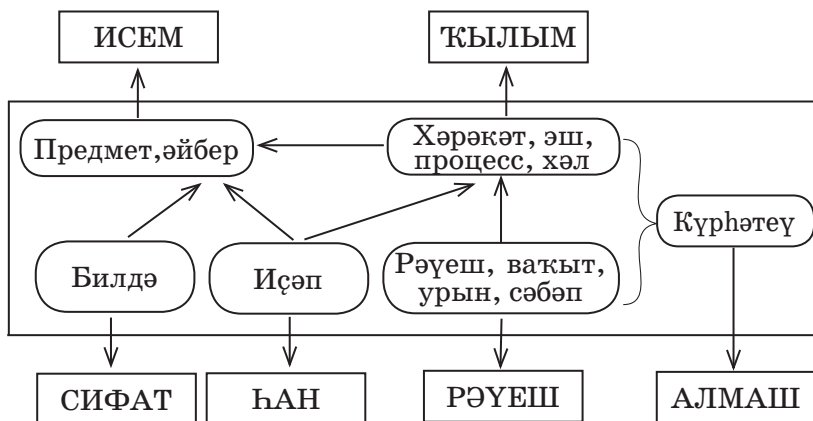 ИСЕМ
ҠЫЛЫМ
Предмет,әйбер
Хәрәкәт, эш,
процесс, хәл
Күрһәтеү
Билдә
Иҫәп
Рәүеш, ваҡыт,
урын, сәбәп
СИФАТ
ҺАН
РӘҮЕШ
АЛМАШ